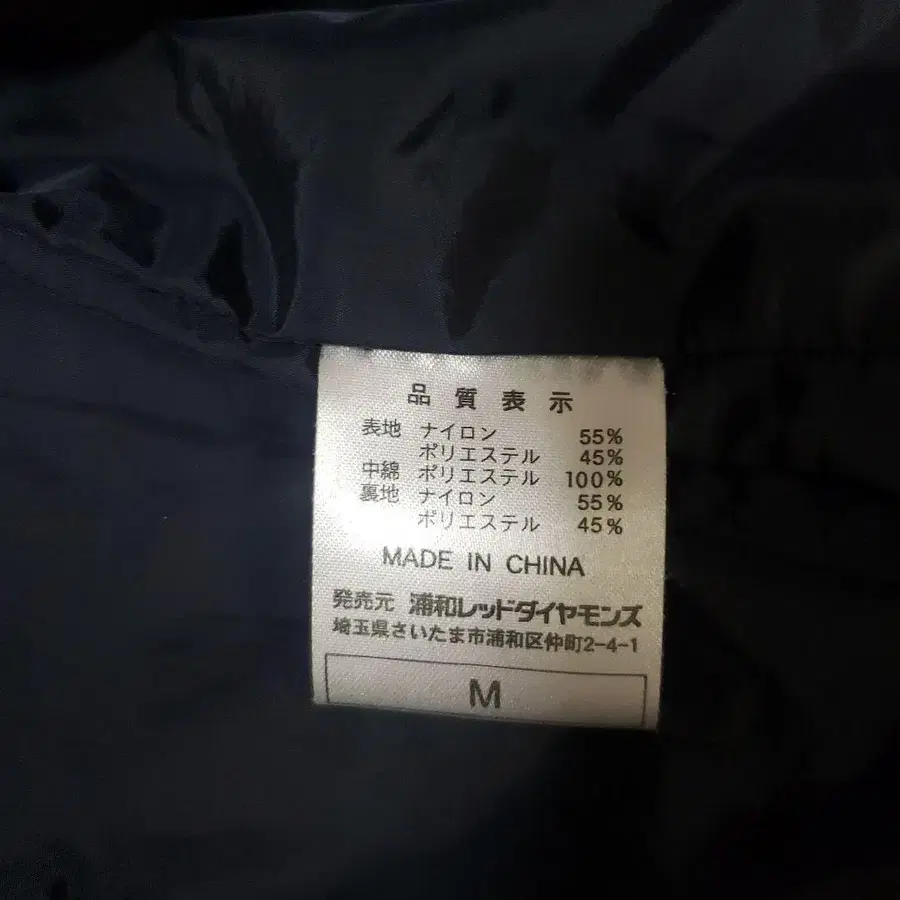 品質表示
表地 ナイロン 55%
ポリエステル 45%
中綿 ポリエステル 100%
裏地 ナイロン 55%
ポリエステル 45%
MADE IN CHINA
発売元 浦和レッドダイヤモンズ
埼玉県さいたま市浦和区仲町2-4-1
M